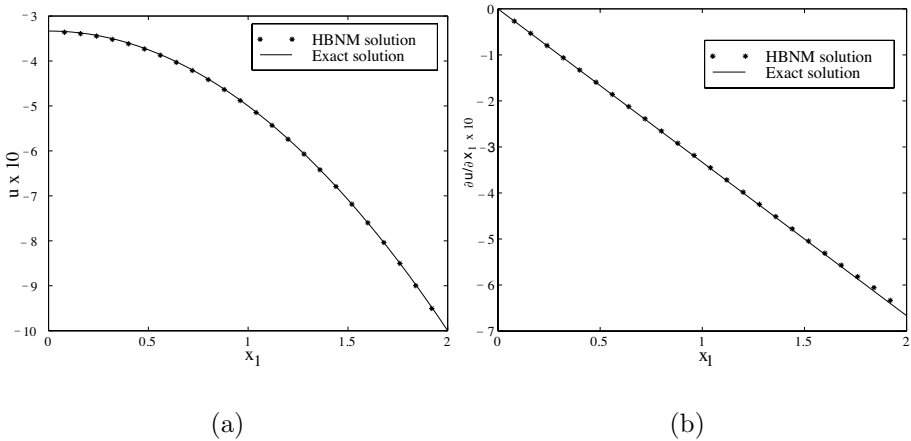 −3
−4
−5
−6
−7
−8
−9
−10
0
0.5
1
1.5
2
x1
u x 10
HBNM solution
Exact solution
(a)
0
−1
−2
−3
−4
−5
−6
−7
0
0.5
1
1.5
2
x1
∂u/∂x1 x 10
HBNM solution
Exact solution
(b)